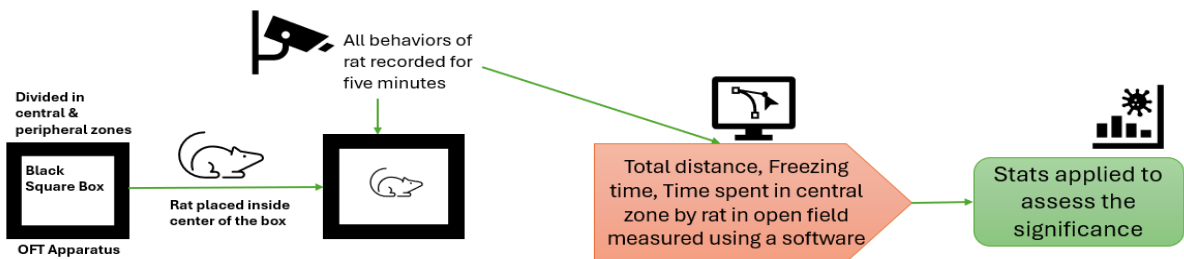 Divided in
central &
peripheral zones
Black
Square Box
OFT Apparatus
Rat placed inside
center of the box
All behaviors of
rat recorded for
five minutes
Total distance, Freezing
time, Time spent in central
zone by rat in open field
measured using a software
Stats applied to
assess the
significance